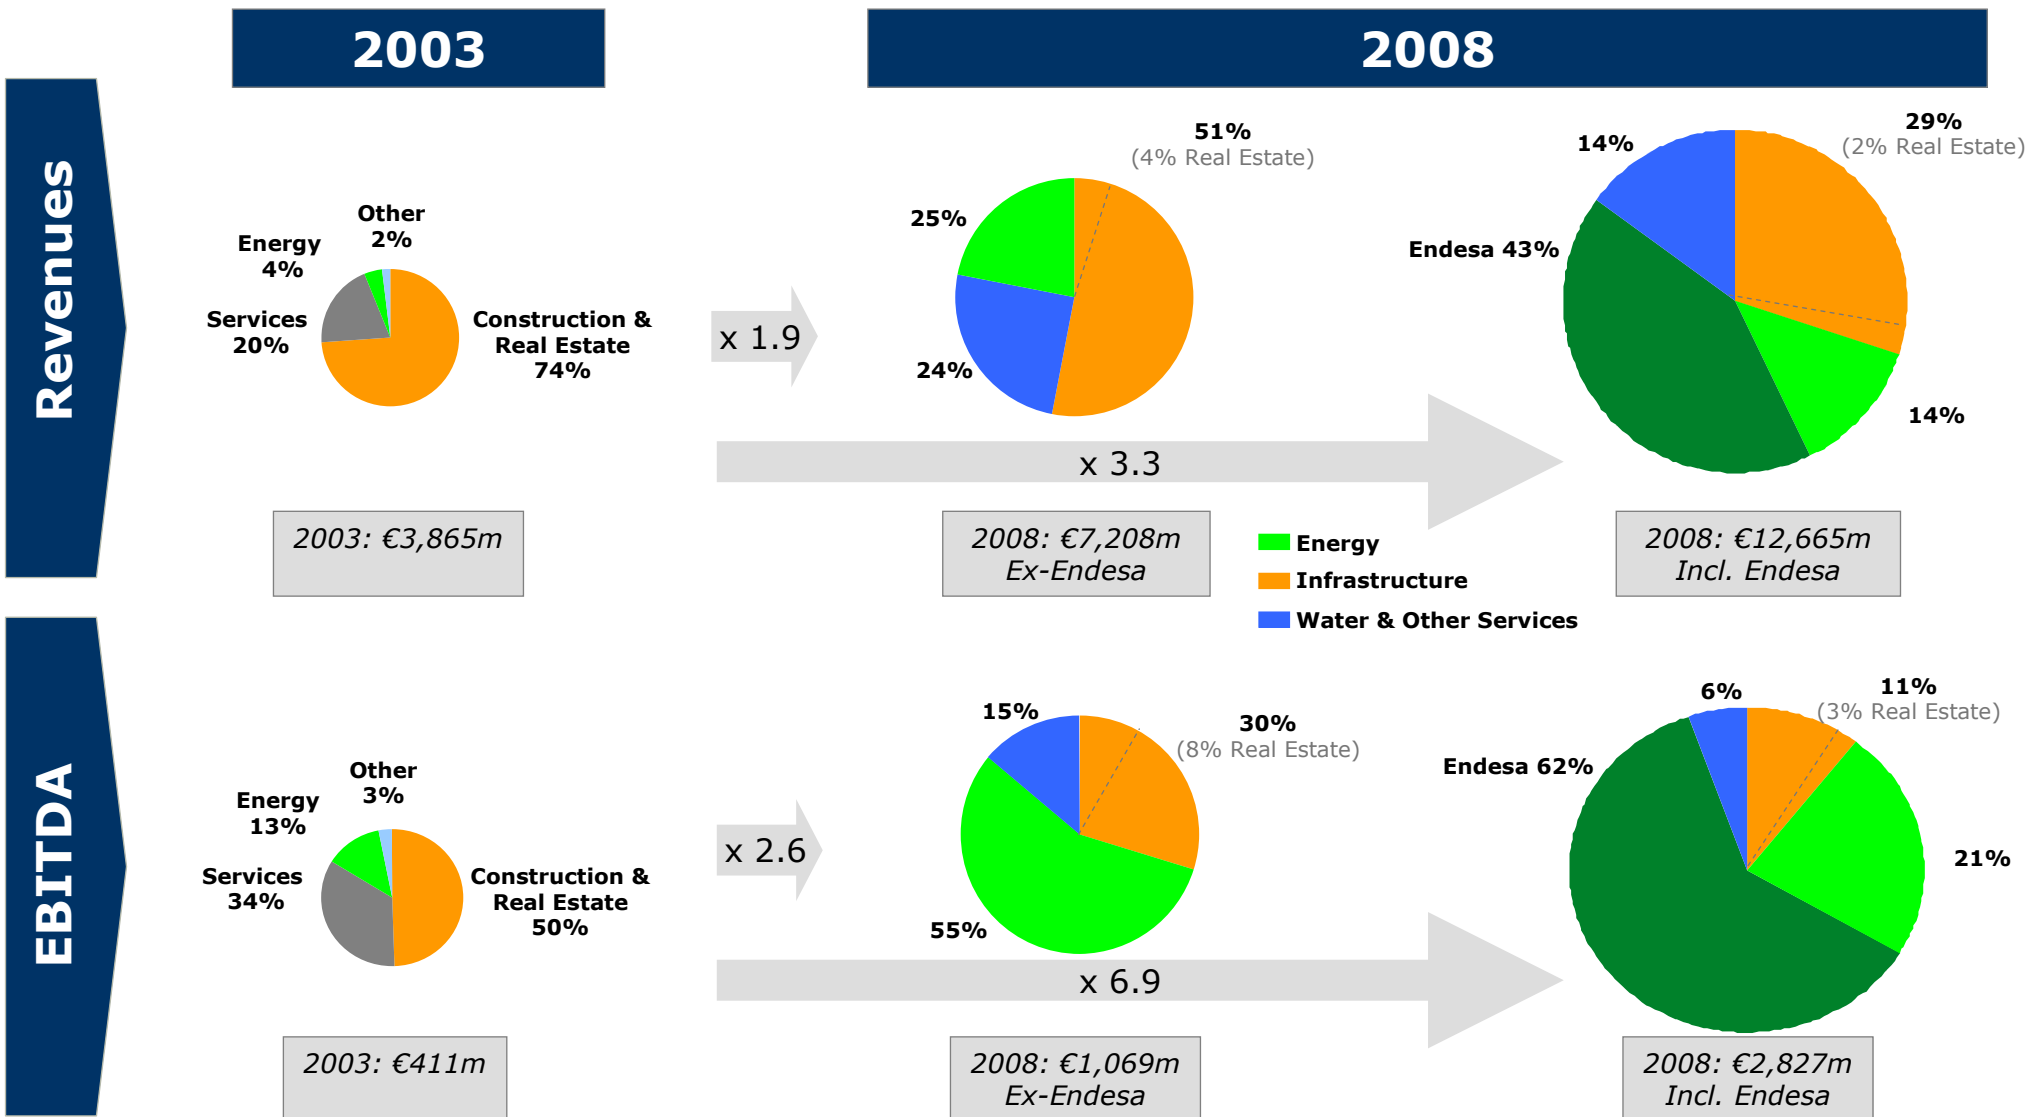 2003
2008
Revenues
Other
2%
Energy
4%
Services
20%
Construction &
Real Estate
74%
x 1.9
51%
(4% Real Estate)
25%
24%
29%
(2% Real Estate)
14%
Endesa 43%
14%
x 3.3
2003: €3,865m
2008: €7,208m
Ex-Endesa
Energy
Infrastructure
Water & Other Services
2008: €12,665m
Incl. Endesa
EBITDA
Other
3%
Energy
13%
Services
34%
Construction &
Real Estate
50%
x 2.6
15%
30%
(8% Real Estate)
55%
6%
11%
(3% Real Estate)
Endesa 62%
21%
x 6.9
2003: €411m
2008: €1,069m
Ex-Endesa
2008: €2,827m
Incl. Endesa